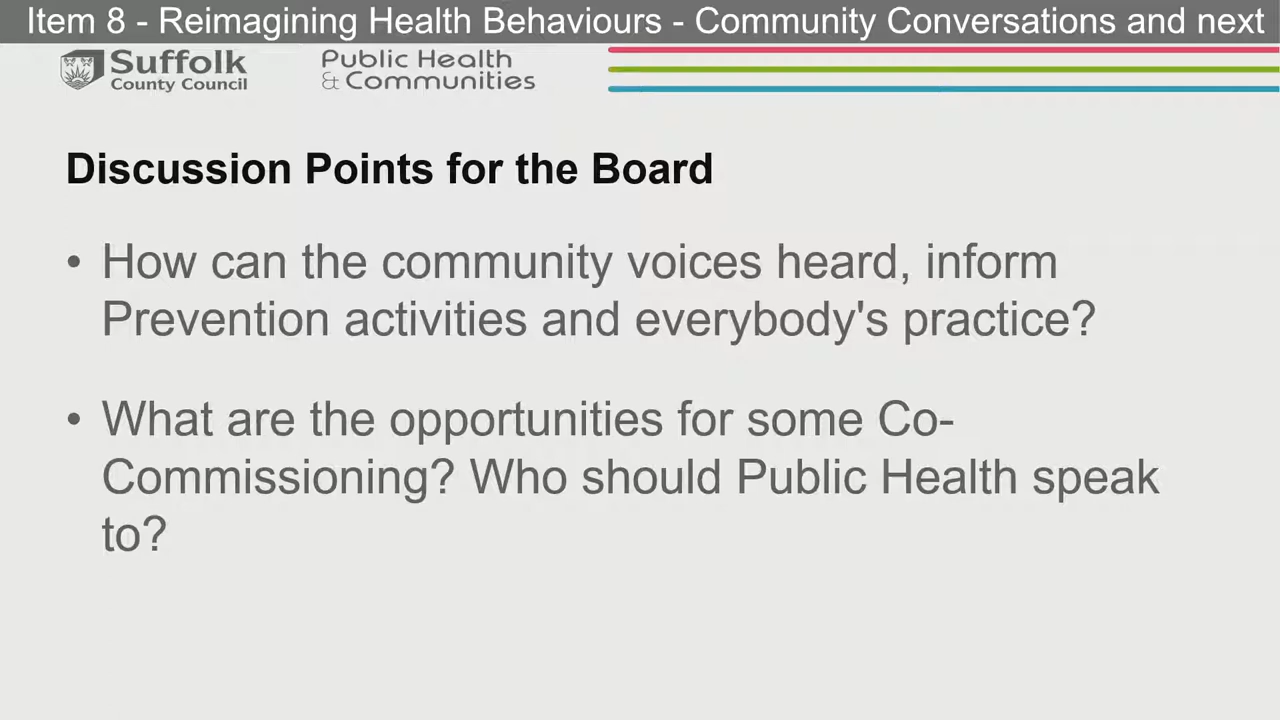 Item 8 - Reimagining Health Behaviours - Community Conversations and next
Suffolk
County Council
Public Health
& Communities
Discussion Points for the Board
• How can the community voices heard, inform
Prevention activities and everybody's practice?
• What are the opportunities for some Co-
Commissioning? Who should Public Health speak
to?